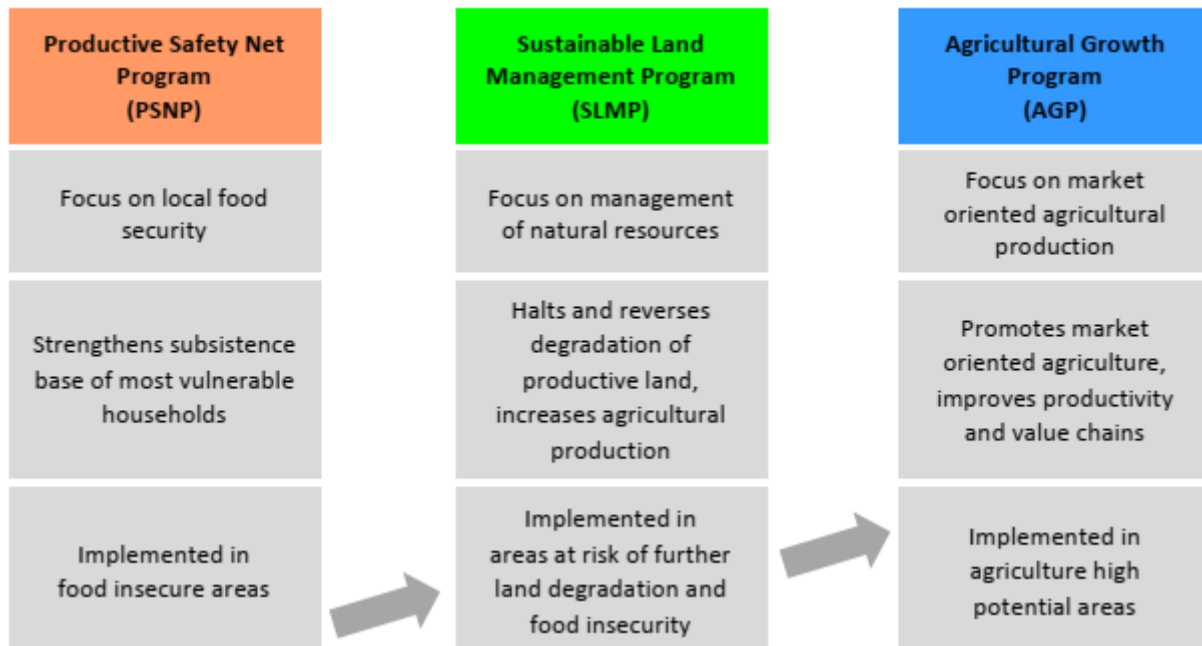 Productive Safety Net
Program
(PSNP)
Focus on local food
security
Strengthens subsistence
base of most vulnerable
households
Implemented in
food insecure areas
Sustainable Land
Management Program
(SLMP)
Focus on management
of natural resources
Halts and reverses
degradation of
productive land,
increases agricultural
production
Implemented in
areas at risk of further
land degradation and
food insecurity
Agricultural Growth
Program
(AGP)
Focus on market
oriented agricultural
production
Promotes market
oriented agriculture,
improves productivity
and value chains
Implemented in
agriculture high
potential areas